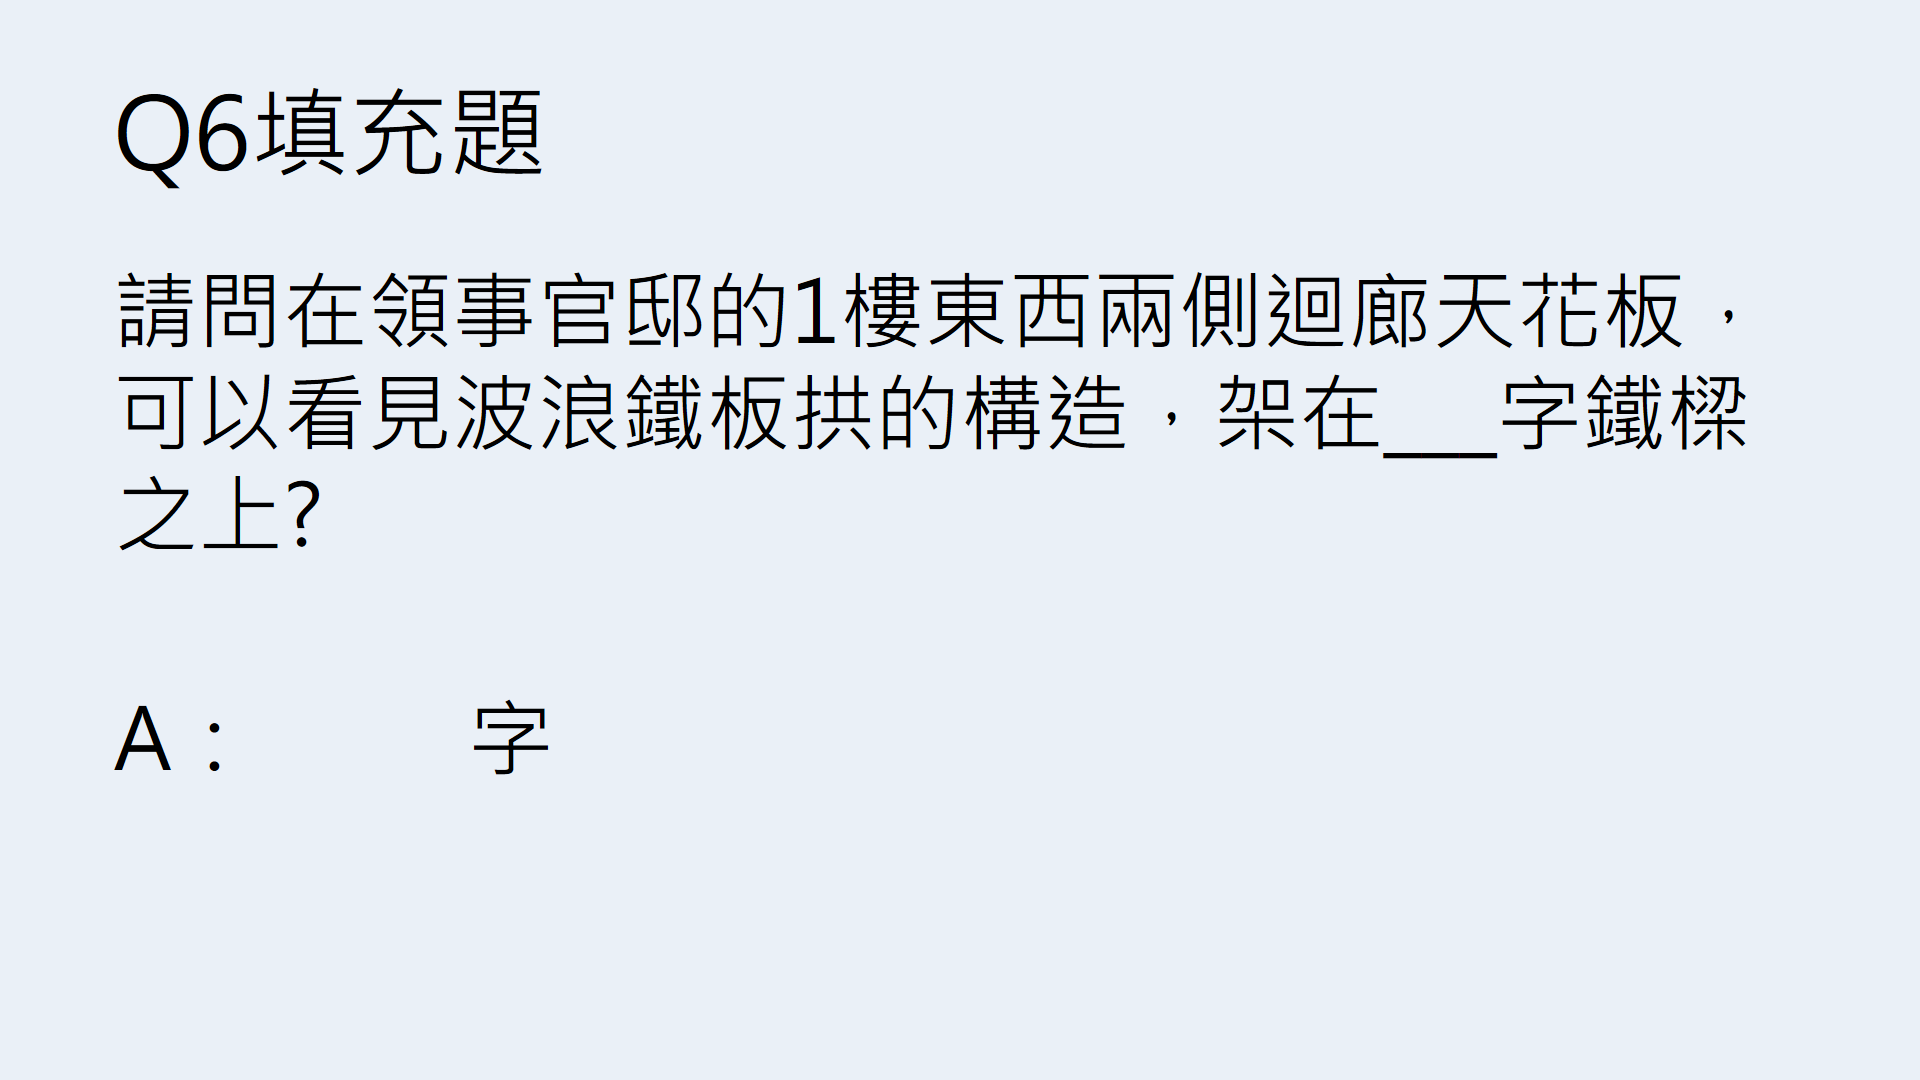 Q6填充題
請問在領事官邸的1樓東西兩側迴廊天花板，
可以看見波浪鐵板拱的構造，架在___字鐵樑
之上?
A：　　　字